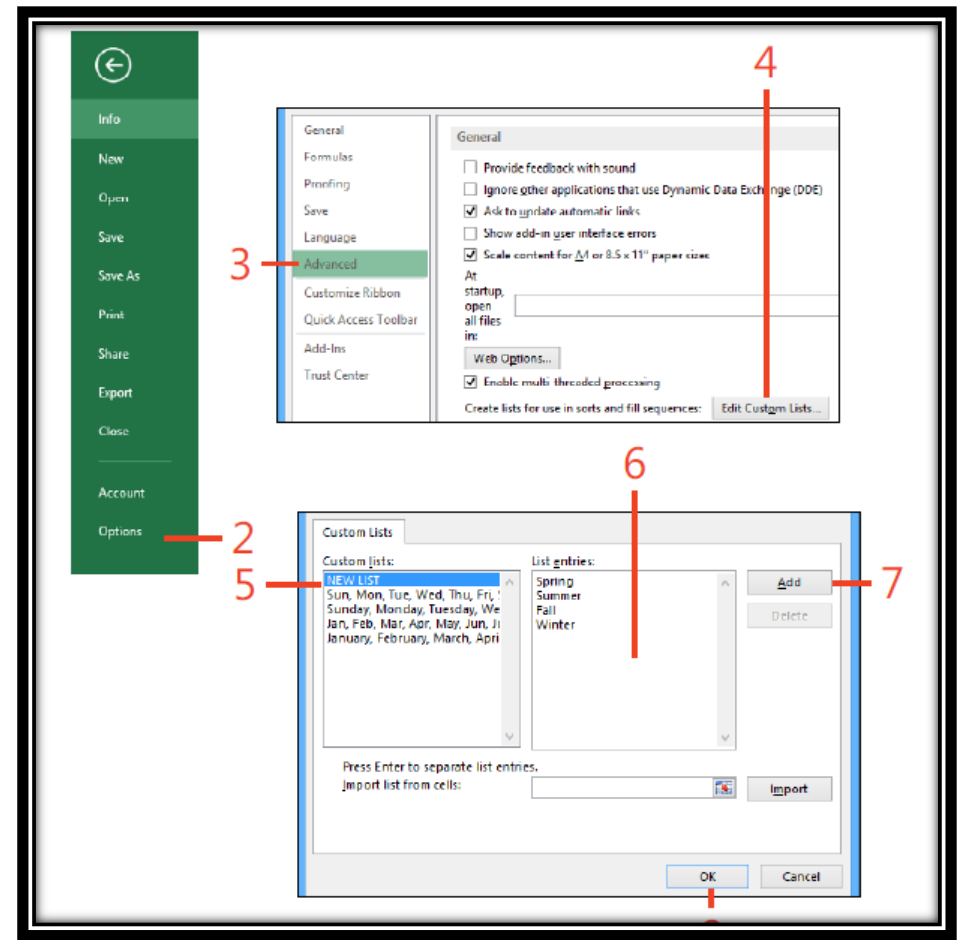 Info
New
Open
Save
Save As
Print
Share
Export
Close
Account
Options
2
3
4
General
Formulas
Proofing
Save
Language
Advanced
Customize Ribbon
Quick Access Toolbar
Add-Ins
Trust Center
General
Provide feedback with sound
Ignore other applications that use Dynamic Data Exchange (DDE)
Ask to update automatic links
Show add-in user interface errors
Scale content for A4 or 8.5 x 11" paper sizes
At
startup,
open
all files
in:
Web Options...
Enable multi-threaded processing
Create lists for use in sorts and fill sequences:
Edit Custom Lists...
5
6
7
Custom Lists
Custom lists:
NEW LIST
Sun, Mon, Tue, Wed, Thu, Fri,
Sunday, Monday, Tuesday, We
Jan, Feb, Mar, Apr, May, Jun,
January, February, March, Apri
List entries:
Spring
Summer
Fall
Winter
Add
Delete
Press Enter to separate list entries.
Import list from cells:
Import
OK
Cancel